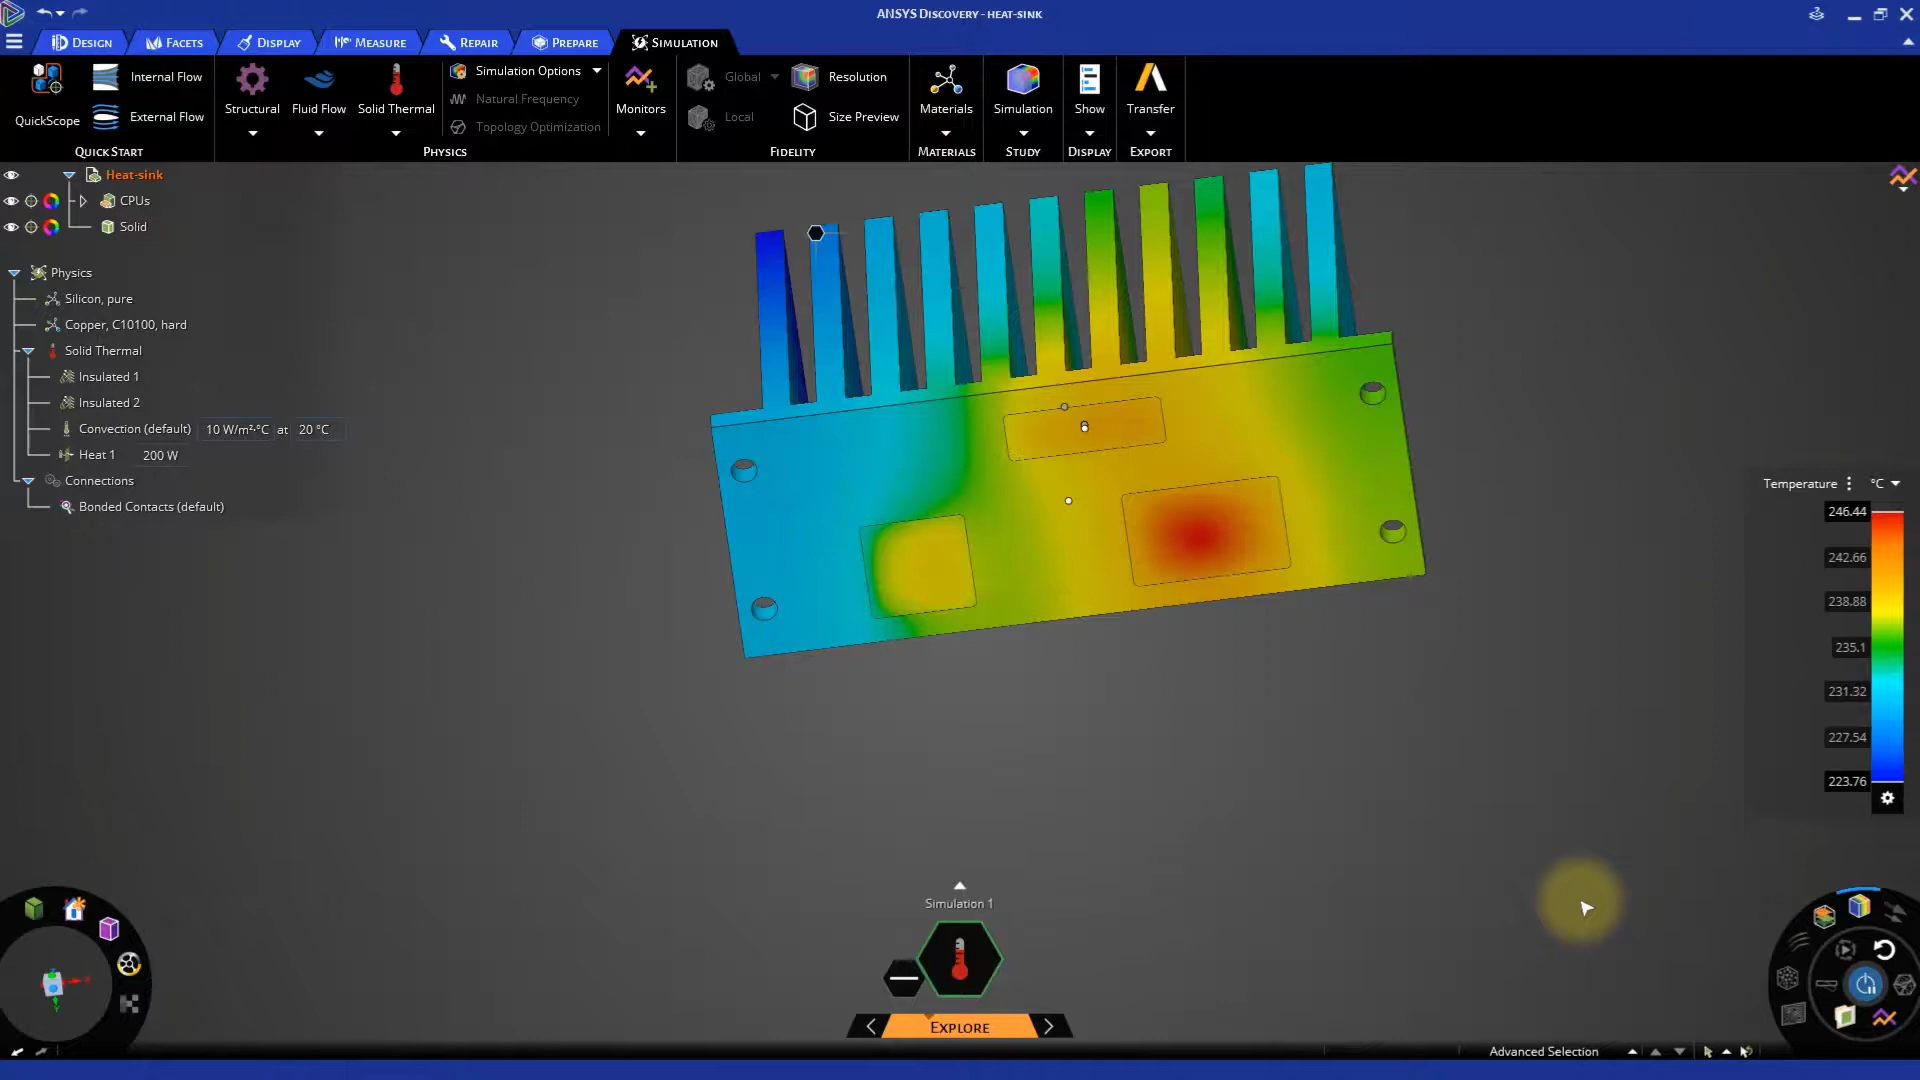 ANSYS Discovery - heat-sink
Design
Facets
Display
Measure
Repair
Prepare
Simulation
QuickScope
Internal Flow
External Flow
Quick Start
Structural
Fluid Flow
Solid Thermal
Simulation Options
Natural Frequency
Topology Optimization
Physics
Monitors
Global
Local
Resolution
Size Preview
Fidelity
Materials
Materials
Simulation
Study
Show
Display
Transfer
Export
Heat-sink
CPUs
Solid
Physics
Silicon, pure
Copper, C10100, hard
Solid Thermal
Insulated 1
Insulated 2
Convection (default) 10 W/m²·°C at 20 °C
Heat 1 200 W
Connections
Bonded Contacts (default)
Temperature °C
246.44
242.66
238.88
235.1
231.32
227.54
223.76
Simulation 1
Explore
Advanced Selection